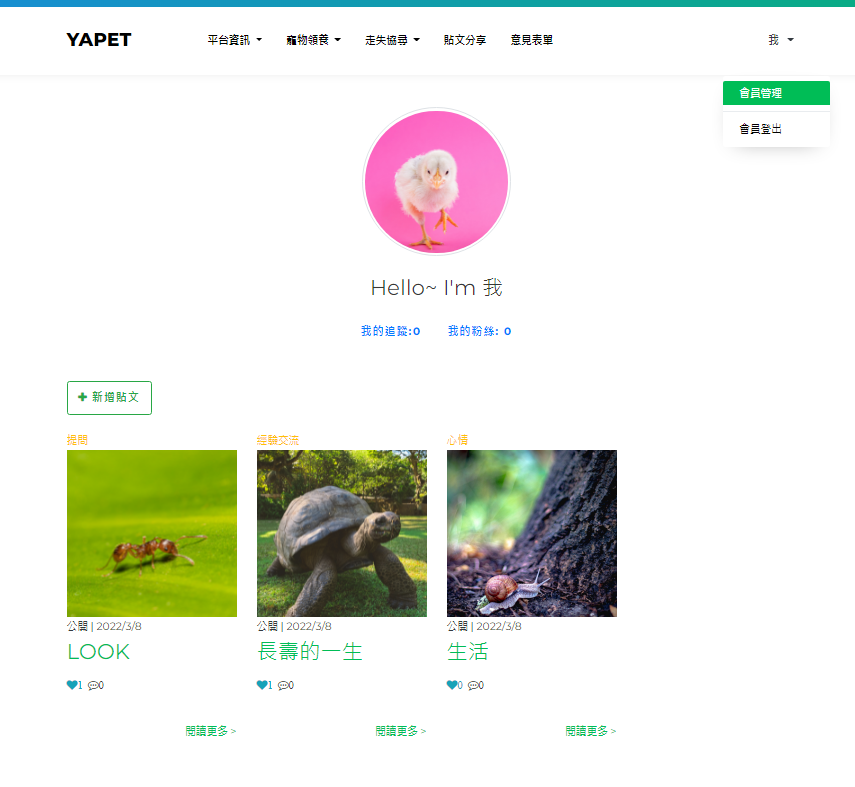 YAPET 平台資訊 寵物領養 走失協尋 貼文分享 意見表單 我
會員管理
會員登出
Hello~ I'm 我
我的追蹤:0 我的粉絲: 0
新增貼文
提問 經驗交流 心情
公開 | 2022/3/8 公開 | 2022/3/8 公開 | 2022/3/8
LOOK 長壽的一生 生活
1 0 1 0 0 0
閱讀更多 > 閱讀更多 > 閱讀更多 >